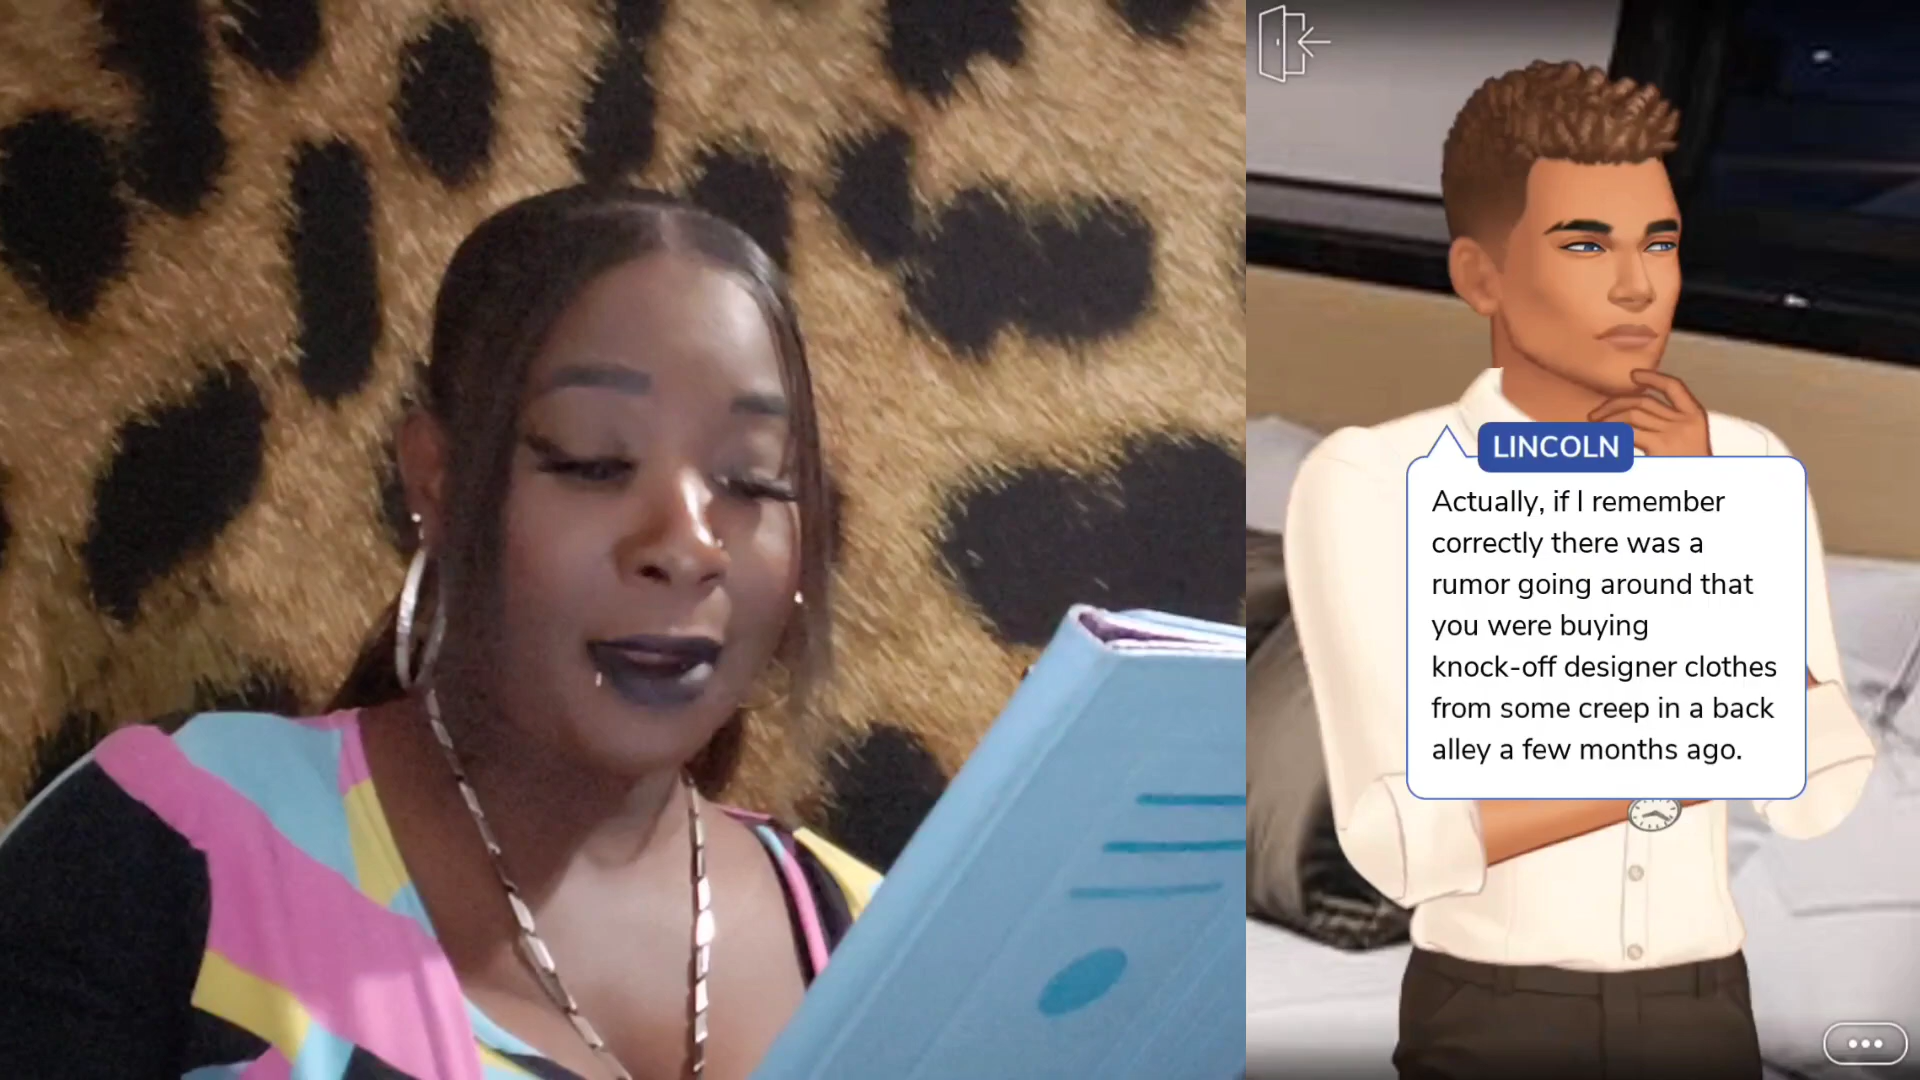 LINCOLN
Actually, if I remember
correctly there was a
rumor going around that
you were buying
knock-off designer clothes
from some creep in a back
alley a few months ago.